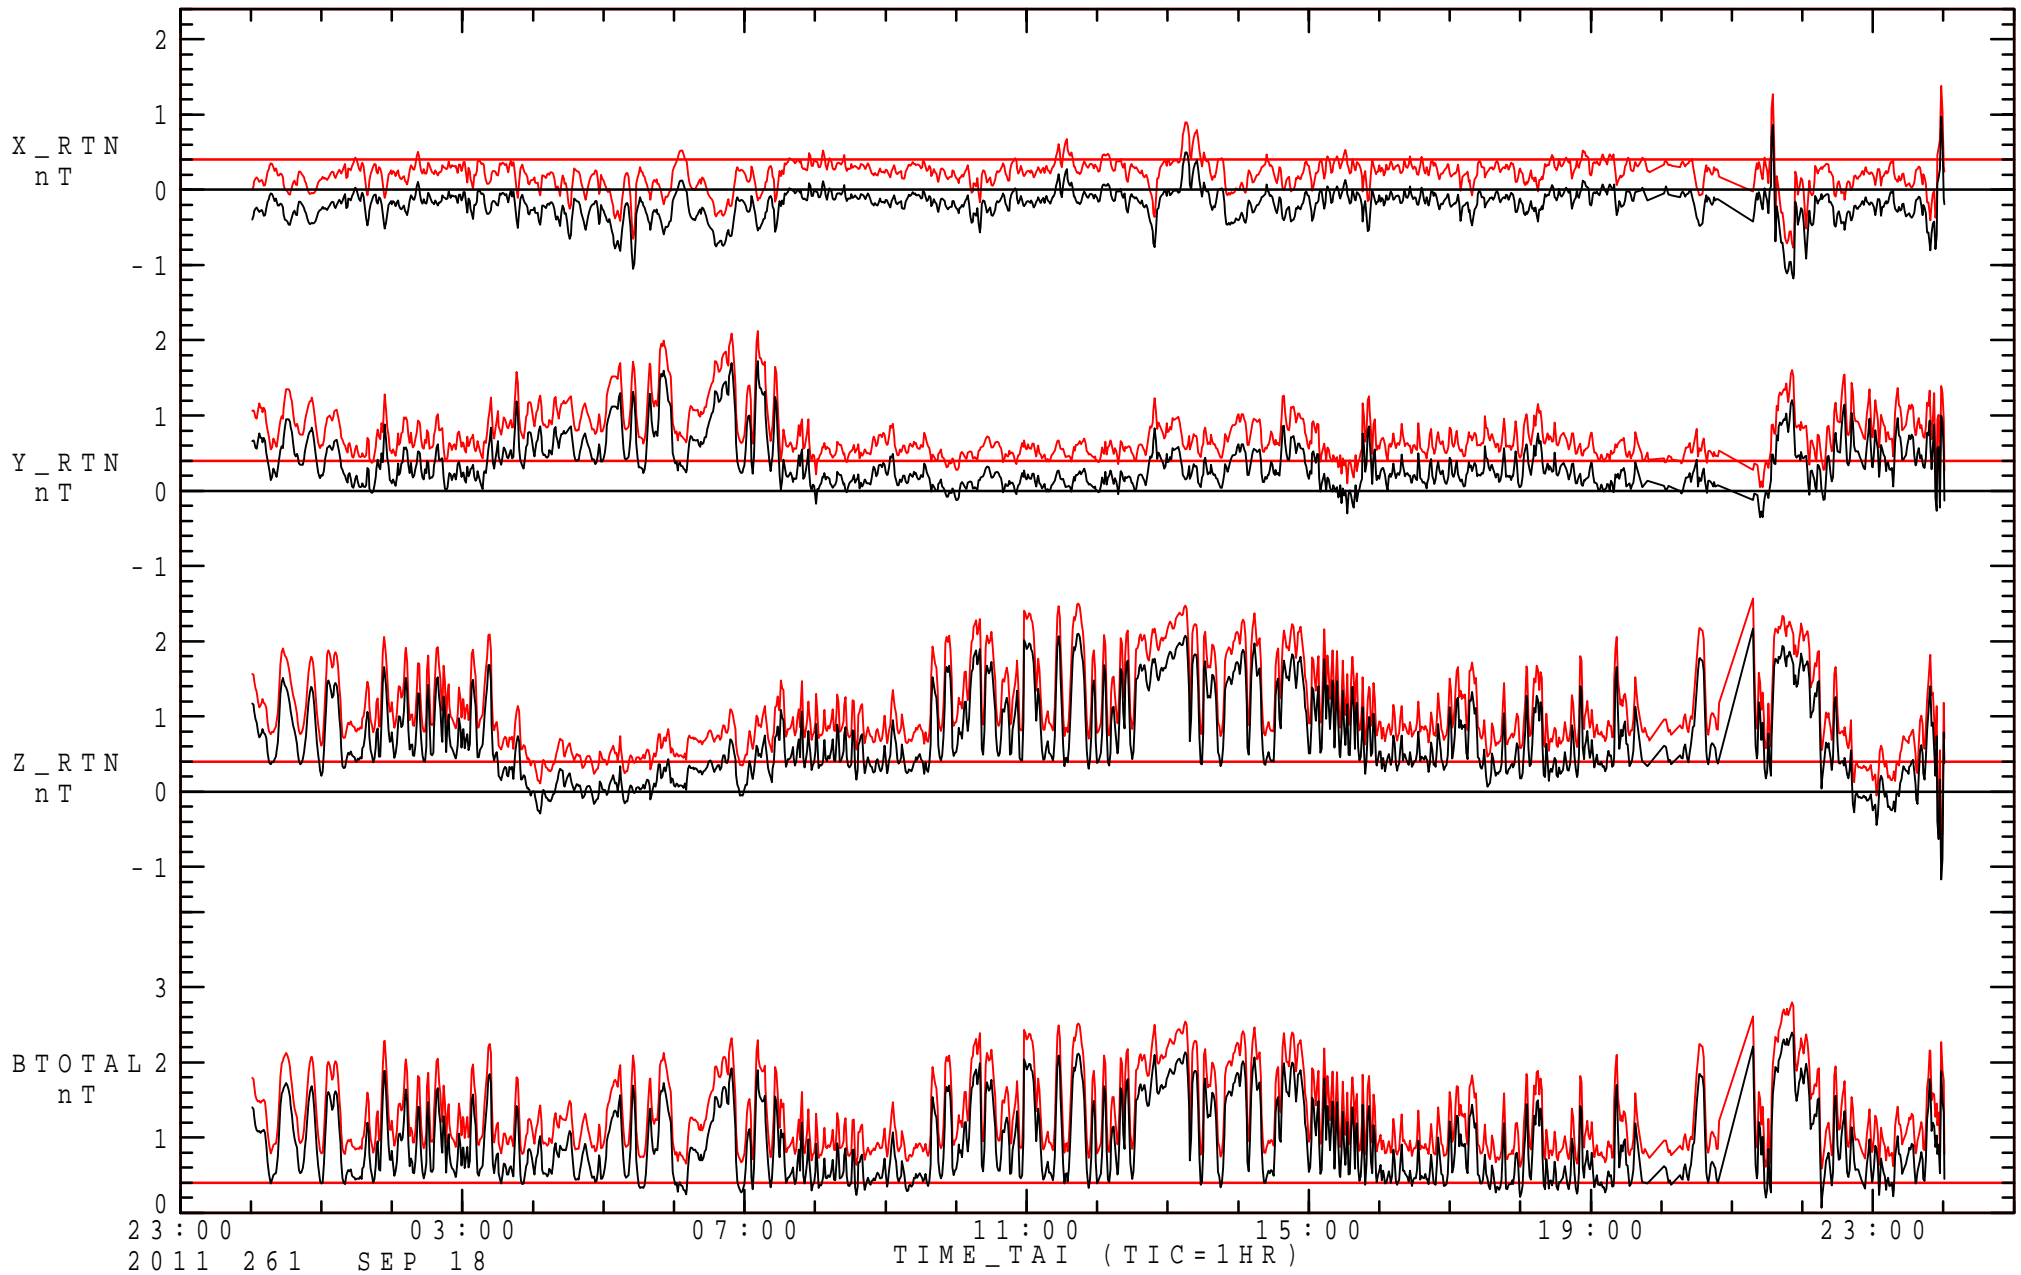 2
1
X_RTN
nT
0
-1
2
1
Y_RTN
nT
0
-1
2
1
Z_RTN
nT
0
-1
3
2
BTOTAL
nT
1
0
23:00 03:00 07:00 11:00 15:00 19:00 23:00
2011 261 SEP 18 TIME_TAI (TIC=1HR)